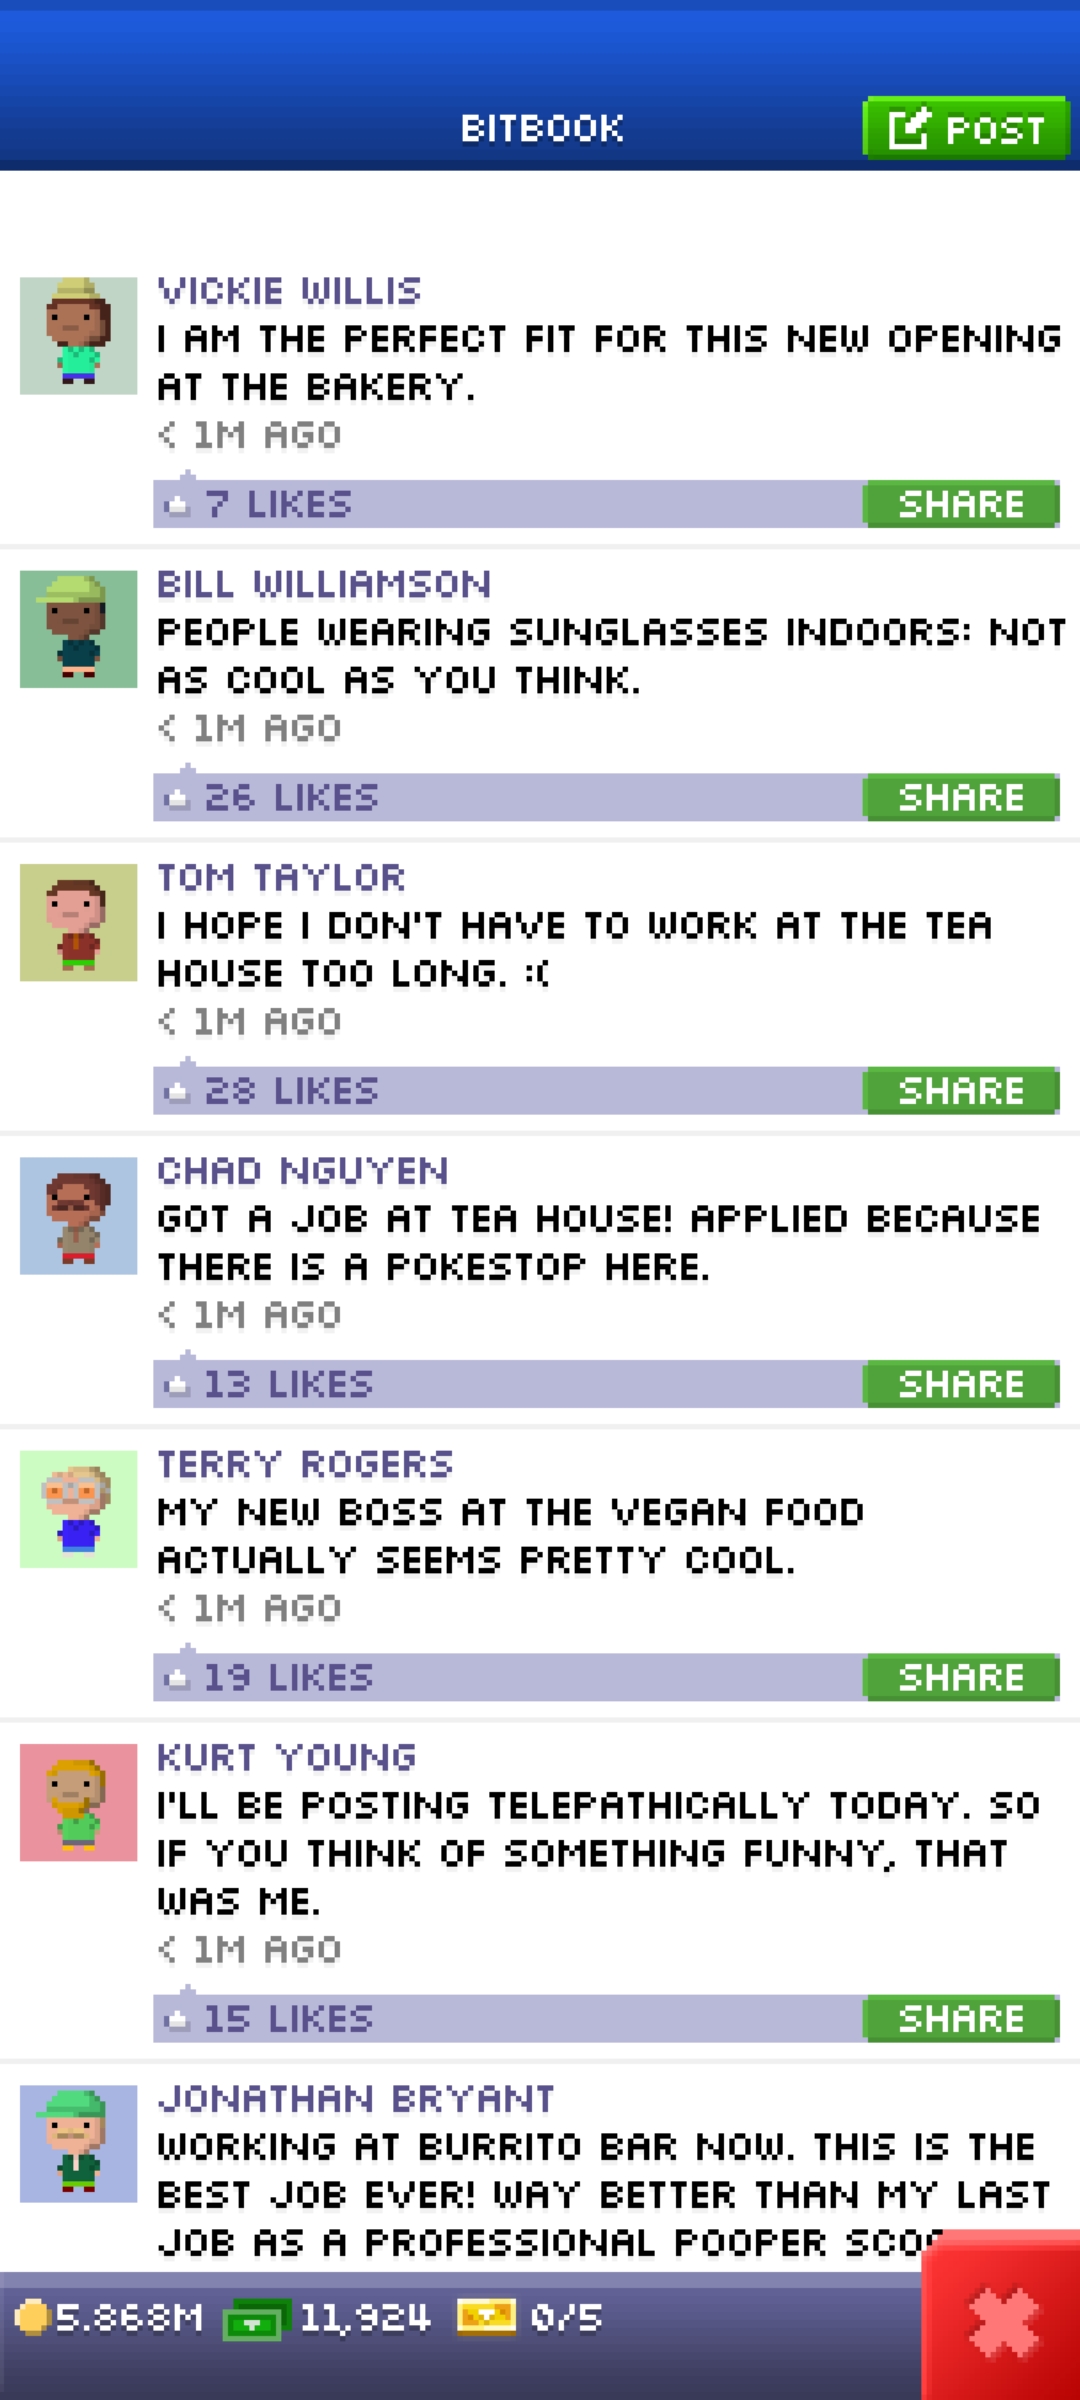 BITBOOK
POST
VICKIE WILLIS
I AM THE PERFECT FIT FOR THIS NEW OPENING
AT THE BAKERY.
< 1M AGO
7 LIKES
SHARE
BILL WILLIAMSON
PEOPLE WEARING SUNGLASSES INDOORS: NOT
AS COOL AS YOU THINK.
< 1M AGO
26 LIKES
SHARE
TOM TAYLOR
I HOPE I DON'T HAVE TO WORK AT THE TEA
HOUSE TOO LONG. :(
< 1M AGO
28 LIKES
SHARE
CHAD NGUYEN
GOT A JOB AT TEA HOUSE! APPLIED BECAUSE
THERE IS A POKESTOP HERE.
< 1M AGO
13 LIKES
SHARE
TERRY ROGERS
MY NEW BOSS AT THE VEGAN FOOD
ACTUALLY SEEMS PRETTY COOL.
< 1M AGO
19 LIKES
SHARE
KURT YOUNG
I'LL BE POSTING TELEPATHICALLY TODAY. SO
IF YOU THINK OF SOMETHING FUNNY, THAT
WAS ME.
< 1M AGO
15 LIKES
SHARE
JONATHAN BRYANT
WORKING AT BURRITO BAR NOW. THIS IS THE
BEST JOB EVER! WAY BETTER THAN MY LAST
JOB AS A PROFESSIONAL POOPER
5.868M 11,924 0/5